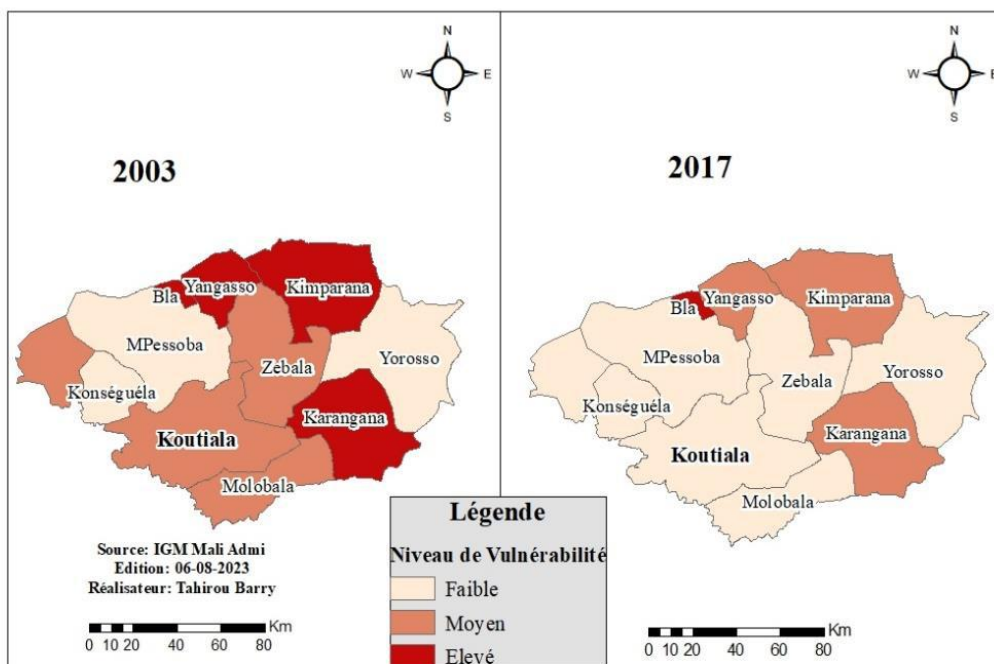 N
W E
S
2003
Bla
Yangasso
Kimparana
MPessoba
Zébala
Yorosso
Konséguéla
Karangana
Koutiala
Molobala
Source: IGM Mali Admi
Edition: 06-08-2023
Réalisateur: Tahirou Barry
0 10 20 40 60 80 Km
N
W E
S
2017
Bla
Yangasso
Kimparana
MPessoba
Zébala
Yorosso
Konséguéla
Karangana
Koutiala
Molobala
0 10 20 40 60 80 Km
Légende
Niveau de Vulnérabilité
Faible
Moyen
Elevé